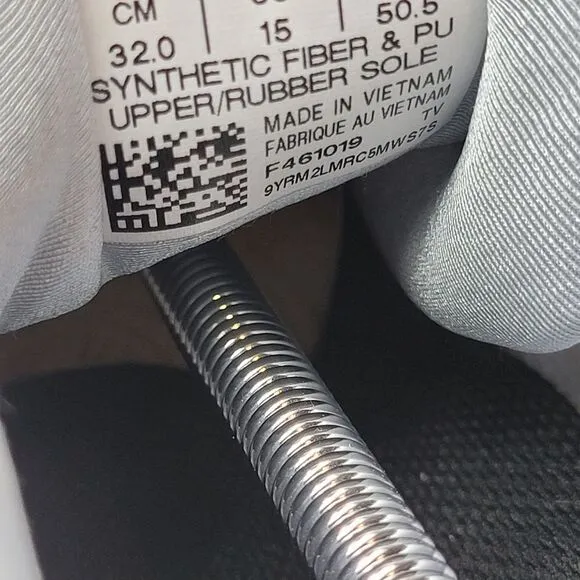 CM 50.5
32.0 15
SYNTHETIC FIBER & PU
UPPER/RUBBER SOLE
MADE IN VIETNAM
FABRIQUE AU VIETNAM
TV
F461019
9YRM2LMRC5MWS7S